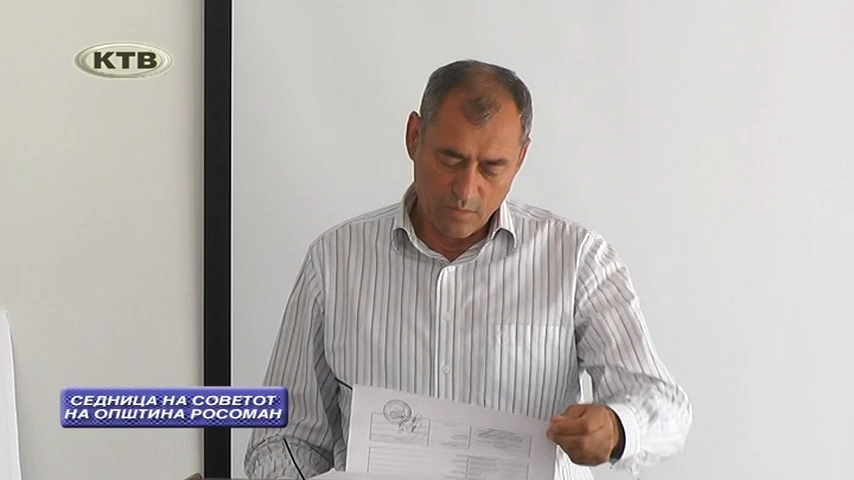 КТВ
СЕДНИЦА НА СОВЕТОТ
НА ОПШТИНА РОСОМАН